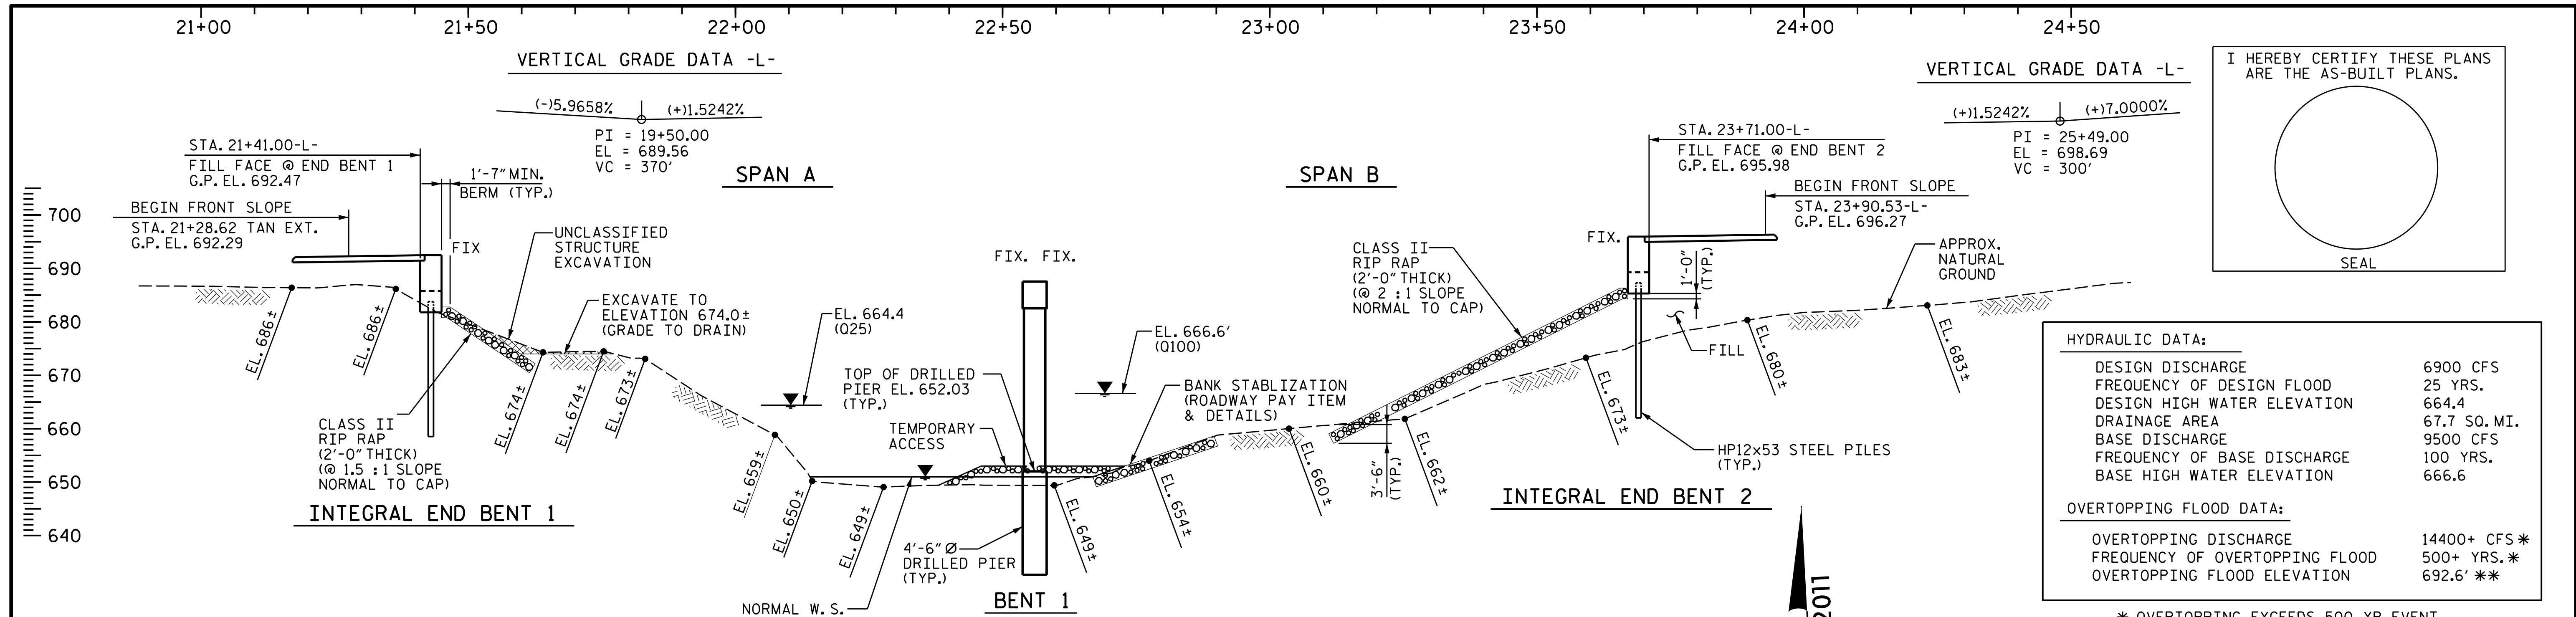 21+00 21+50 22+00 22+50 23+00 23+50 24+00 24+50
VERTICAL GRADE DATA -L-
(-)5.9658% (+)1.5242%
PI = 19+50.00
EL = 689.56
VC = 370'
VERTICAL GRADE DATA -L-
(+)1.5242% (+)7.0000%
PI = 25+49.00
EL = 698.69
VC = 300'
I HEREBY CERTIFY THESE PLANS
ARE THE AS-BUILT PLANS.
SEAL
STA. 21+41.00-L-
FILL FACE @ END BENT 1
G.P. EL. 692.47
1'-7" MIN.
BERM (TYP.)
SPAN A
SPAN B
STA. 23+71.00-L-
FILL FACE @ END BENT 2
G.P. EL. 695.98
BEGIN FRONT SLOPE
STA. 21+28.62 TAN EXT.
G.P. EL. 692.29
BEGIN FRONT SLOPE
STA. 23+90.53-L-
G.P. EL. 696.27
700
690
680
670
660
650
640
FIX
UNCLASSIFIED
STRUCTURE
EXCAVATION
FIX. FIX.
FIX.
CLASS II
RIP RAP
(2'-0" THICK)
(@ 2 : 1 SLOPE
NORMAL TO CAP)
1'-0"
(TYP.)
APPROX.
NATURAL
GROUND
EXCAVATE TO
ELEVATION 674.0±
(GRADE TO DRAIN)
EL. 664.4
(Q25)
EL. 666.6'
(Q100)
EL. 686±
EL. 686±
EL. 674±
EL. 674±
EL. 673±
EL. 659±
EL. 650±
EL. 649±
EL. 649±
EL. 654±
EL. 660±
EL. 662±
EL. 673±
EL. 680±
EL. 683±
FILL
TOP OF DRILLED
PIER EL. 652.03
(TYP.)
BANK STABLIZATION
(ROADWAY PAY ITEM
& DETAILS)
TEMPORARY
ACCESS
CLASS II
RIP RAP
(2'-0" THICK)
(@ 1.5 : 1 SLOPE
NORMAL TO CAP)
3'-6"
(TYP.)
HP12x53 STEEL PILES
(TYP.)
INTEGRAL END BENT 1
INTEGRAL END BENT 2
4'-6" Ø
DRILLED PIER
(TYP.)
NORMAL W.S.
BENT 1
2011
HYDRAULIC DATA:
DESIGN DISCHARGE 6900 CFS
FREQUENCY OF DESIGN FLOOD 25 YRS.
DESIGN HIGH WATER ELEVATION 664.4
DRAINAGE AREA 67.7 SQ. MI.
BASE DISCHARGE 9500 CFS
FREQUENCY OF BASE DISCHARGE 100 YRS.
BASE HIGH WATER ELEVATION 666.6
OVERTOPPING FLOOD DATA:
OVERTOPPING DISCHARGE 14400+ CFS *
FREQUENCY OF OVERTOPPING FLOOD 500+ YRS. *
OVERTOPPING FLOOD ELEVATION 692.6' **
* OVERTOPPING EXCEEDS 500 YR EVENT